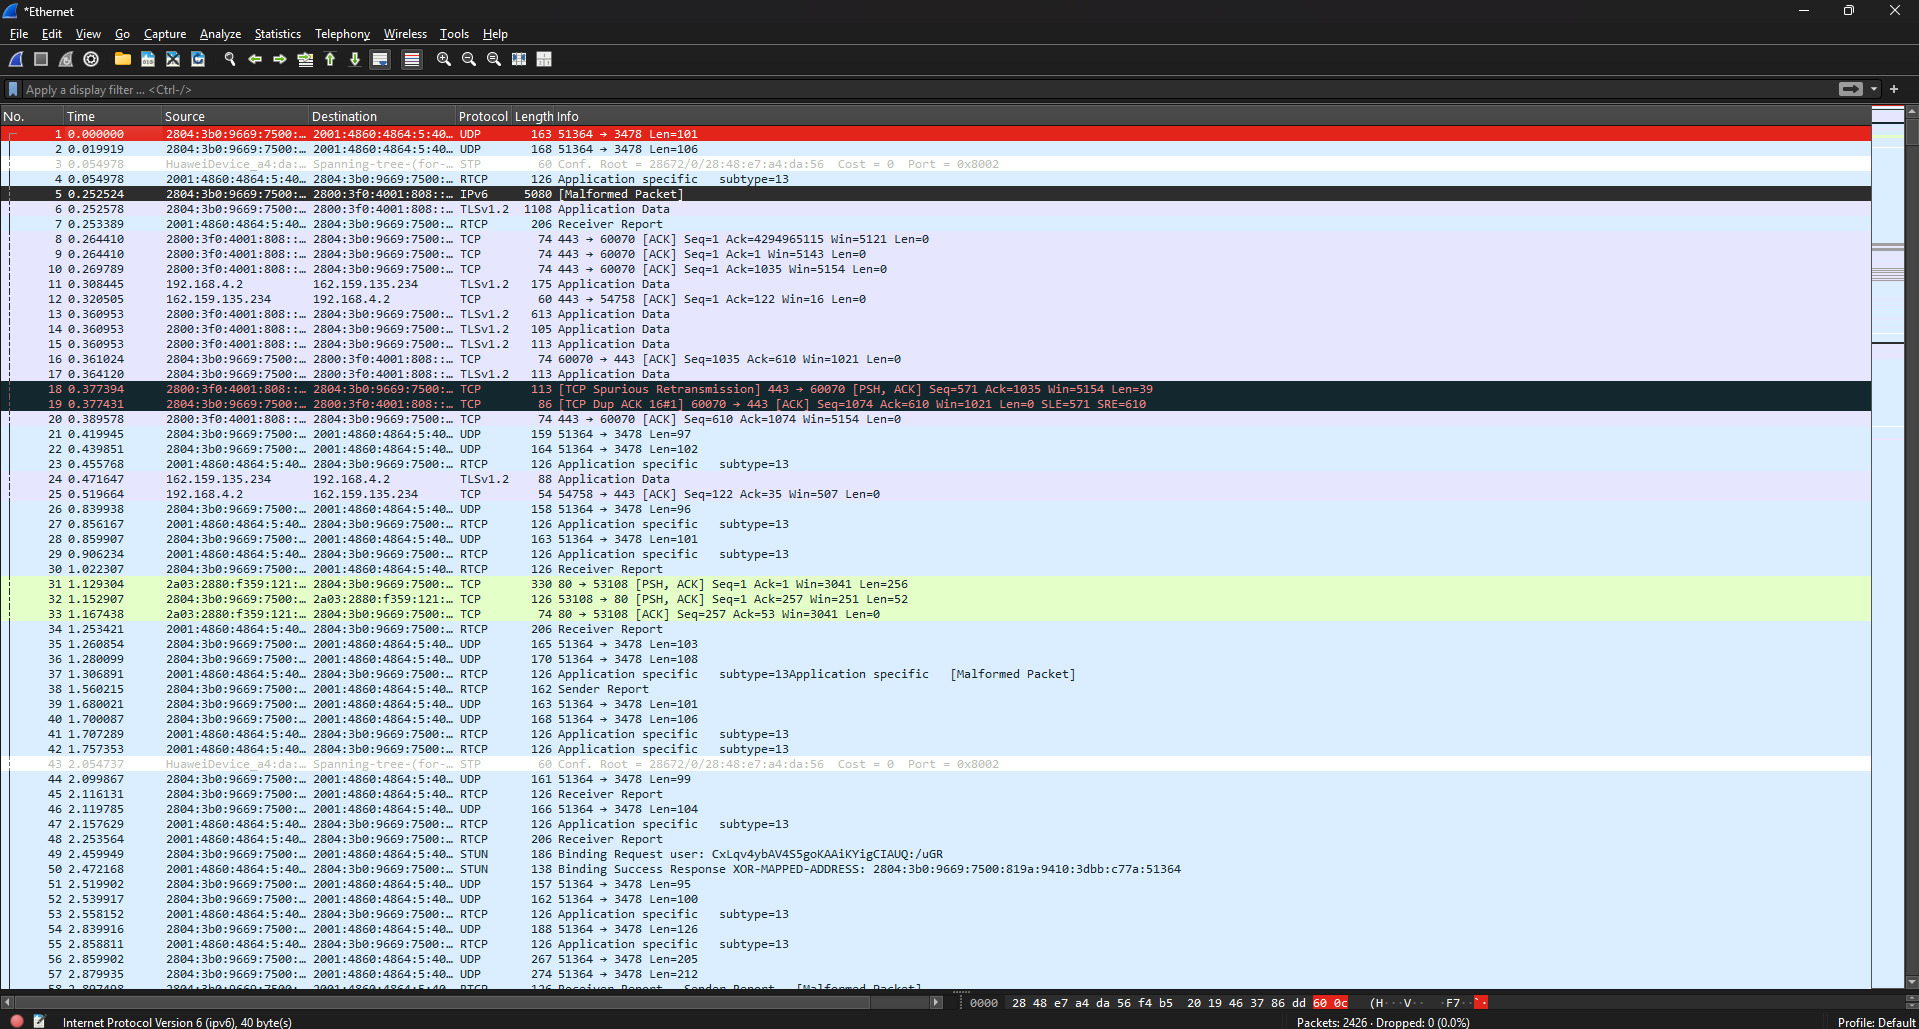 *Ethernet
File Edit View Go Capture Analyze Statistics Telephony Wireless Tools Help
Apply a display filter ... <Ctrl-/>
No. Time Source Destination Protocol Length Info
1 0.000000 2804:3b0:9669:7500:… 2001:4860:4864:5:40… UDP 163 51364 → 3478 Len=101
2 0.019919 2804:3b0:9669:7500:… 2001:4860:4864:5:40… UDP 168 51364 → 3478 Len=106
3 0.054978 HuaweiDevice_a4:da:… Spanning-tree-(for-… STP 60 Conf. Root = 28672/0/28:48:e7:a4:da:56 Cost = 0 Port = 0x8002
4 0.054978 2001:4860:4864:5:40… 2804:3b0:9669:7500:… RTCP 126 Application specific subtype=13
5 0.252524 2804:3b0:9669:7500:… 2800:3f0:4001:808::… IPv6 5080 [Malformed Packet]
6 0.252578 2804:3b0:9669:7500:… 2800:3f0:4001:808::… TLSv1.2 1108 Application Data
7 0.253389 2001:4860:4864:5:40… 2804:3b0:9669:7500:… RTCP 206 Receiver Report
8 0.264410 2800:3f0:4001:808::… 2804:3b0:9669:7500:… TCP 74 443 → 60070 [ACK] Seq=1 Ack=4294965115 Win=5121 Len=0
9 0.264410 2800:3f0:4001:808::… 2804:3b0:9669:7500:… TCP 74 443 → 60070 [ACK] Seq=1 Ack=1 Win=5143 Len=0
10 0.269789 2800:3f0:4001:808::… 2804:3b0:9669:7500:… TCP 74 443 → 60070 [ACK] Seq=1 Ack=1035 Win=5154 Len=0
11 0.308445 192.168.4.2 162.159.135.234 TLSv1.2 175 Application Data
12 0.320505 162.159.135.234 192.168.4.2 TCP 60 443 → 54758 [ACK] Seq=1 Ack=122 Win=16 Len=0
13 0.360953 2800:3f0:4001:808::… 2804:3b0:9669:7500:… TLSv1.2 613 Application Data
14 0.360953 2800:3f0:4001:808::… 2804:3b0:9669:7500:… TLSv1.2 105 Application Data
15 0.360953 2800:3f0:4001:808::… 2804:3b0:9669:7500:… TLSv1.2 113 Application Data
16 0.361024 2804:3b0:9669:7500:… 2800:3f0:4001:808::… TCP 74 60070 → 443 [ACK] Seq=1035 Ack=610 Win=1021 Len=0
17 0.364120 2804:3b0:9669:7500:… 2800:3f0:4001:808::… TLSv1.2 113 Application Data
18 0.377394 2800:3f0:4001:808::… 2804:3b0:9669:7500:… TCP 113 [TCP Spurious Retransmission] 443 → 60070 [PSH, ACK] Seq=571 Ack=1035 Win=5154 Len=39
19 0.377431 2804:3b0:9669:7500:… 2800:3f0:4001:808::… TCP 86 [TCP Dup ACK 16#1] 60070 → 443 [ACK] Seq=1074 Ack=610 Win=1021 Len=0 SLE=571 SRE=610
20 0.389578 2800:3f0:4001:808::… 2804:3b0:9669:7500:… TCP 74 443 → 60070 [ACK] Seq=610 Ack=1074 Win=5154 Len=0
21 0.419945 2804:3b0:9669:7500:… 2001:4860:4864:5:40… UDP 159 51364 → 3478 Len=97
22 0.439851 2804:3b0:9669:7500:… 2001:4860:4864:5:40… UDP 164 51364 → 3478 Len=102
23 0.455768 2001:4860:4864:5:40… 2804:3b0:9669:7500:… RTCP 126 Application specific subtype=13
24 0.471647 162.159.135.234 192.168.4.2 TLSv1.2 88 Application Data
25 0.519664 192.168.4.2 162.159.135.234 TCP 54 54758 → 443 [ACK] Seq=122 Ack=35 Win=507 Len=0
26 0.839938 2804:3b0:9669:7500:… 2001:4860:4864:5:40… UDP 158 51364 → 3478 Len=96
27 0.856167 2001:4860:4864:5:40… 2804:3b0:9669:7500:… RTCP 126 Application specific subtype=13
28 0.859907 2804:3b0:9669:7500:… 2001:4860:4864:5:40… UDP 163 51364 → 3478 Len=101
29 0.906234 2001:4860:4864:5:40… 2804:3b0:9669:7500:… RTCP 126 Application specific subtype=13
30 1.022307 2804:3b0:9669:7500:… 2001:4860:4864:5:40… RTCP 126 Receiver Report
31 1.129304 2a03:2880:f359:121:… 2804:3b0:9669:7500:… TCP 330 80 → 53108 [PSH, ACK] Seq=1 Ack=1 Win=3041 Len=256
32 1.152907 2804:3b0:9669:7500:… 2a03:2880:f359:121:… TCP 126 53108 → 80 [PSH, ACK] Seq=1 Ack=257 Win=251 Len=52
33 1.167438 2a03:2880:f359:121:… 2804:3b0:9669:7500:… TCP 74 80 → 53108 [ACK] Seq=257 Ack=53 Win=3041 Len=0
34 1.253421 2001:4860:4864:5:40… 2804:3b0:9669:7500:… RTCP 206 Receiver Report
35 1.260854 2804:3b0:9669:7500:… 2001:4860:4864:5:40… UDP 165 51364 → 3478 Len=103
36 1.280099 2804:3b0:9669:7500:… 2001:4860:4864:5:40… UDP 170 51364 → 3478 Len=108
37 1.306891 2001:4860:4864:5:40… 2804:3b0:9669:7500:… RTCP 126 Application specific subtype=13Application specific [Malformed Packet]
38 1.560215 2804:3b0:9669:7500:… 2001:4860:4864:5:40… RTCP 162 Sender Report
39 1.680021 2804:3b0:9669:7500:… 2001:4860:4864:5:40… UDP 163 51364 → 3478 Len=101
40 1.700087 2804:3b0:9669:7500:… 2001:4860:4864:5:40… UDP 168 51364 → 3478 Len=106
41 1.707289 2001:4860:4864:5:40… 2804:3b0:9669:7500:… RTCP 126 Application specific subtype=13
42 1.757353 2001:4860:4864:5:40… 2804:3b0:9669:7500:… RTCP 126 Application specific subtype=13
43 2.054737 HuaweiDevice_a4:da:… Spanning-tree-(for-… STP 60 Conf. Root = 28672/0/28:48:e7:a4:da:56 Cost = 0 Port = 0x8002
44 2.099867 2804:3b0:9669:7500:… 2001:4860:4864:5:40… UDP 161 51364 → 3478 Len=99
45 2.116131 2804:3b0:9669:7500:… 2001:4860:4864:5:40… RTCP 126 Receiver Report
46 2.119785 2804:3b0:9669:7500:… 2001:4860:4864:5:40… UDP 166 51364 → 3478 Len=104
47 2.157629 2001:4860:4864:5:40… 2804:3b0:9669:7500:… RTCP 126 Application specific subtype=13
48 2.253564 2001:4860:4864:5:40… 2804:3b0:9669:7500:… RTCP 206 Receiver Report
49 2.459949 2804:3b0:9669:7500:… 2001:4860:4864:5:40… STUN 186 Binding Request user: CxLqv4ybAV4S5goKAAiKYigCIAUQ:/uGR
50 2.472168 2001:4860:4864:5:40… 2804:3b0:9669:7500:… STUN 138 Binding Success Response XOR-MAPPED-ADDRESS: 2804:3b0:9669:7500:819a:9410:3dbb:c77a:51364
51 2.519902 2804:3b0:9669:7500:… 2001:4860:4864:5:40… UDP 157 51364 → 3478 Len=95
52 2.539917 2804:3b0:9669:7500:… 2001:4860:4864:5:40… UDP 162 51364 → 3478 Len=100
53 2.558152 2001:4860:4864:5:40… 2804:3b0:9669:7500:… RTCP 126 Application specific subtype=13
54 2.839916 2804:3b0:9669:7500:… 2001:4860:4864:5:40… UDP 188 51364 → 3478 Len=126
55 2.858811 2001:4860:4864:5:40… 2804:3b0:9669:7500:… RTCP 126 Application specific subtype=13
56 2.859902 2804:3b0:9669:7500:… 2001:4860:4864:5:40… UDP 267 51364 → 3478 Len=205
57 2.879935 2804:3b0:9669:7500:… 2001:4860:4864:5:40… UDP 274 51364 → 3478 Len=212
0000 28 48 e7 a4 da 56 f4 b5 20 19 46 37 86 dd 60 0c (H···V·· ·F7··`·
Internet Protocol Version 6 (ipv6), 40 byte(s)
Packets: 2426 · Dropped: 0 (0.0%)
Profile: Default